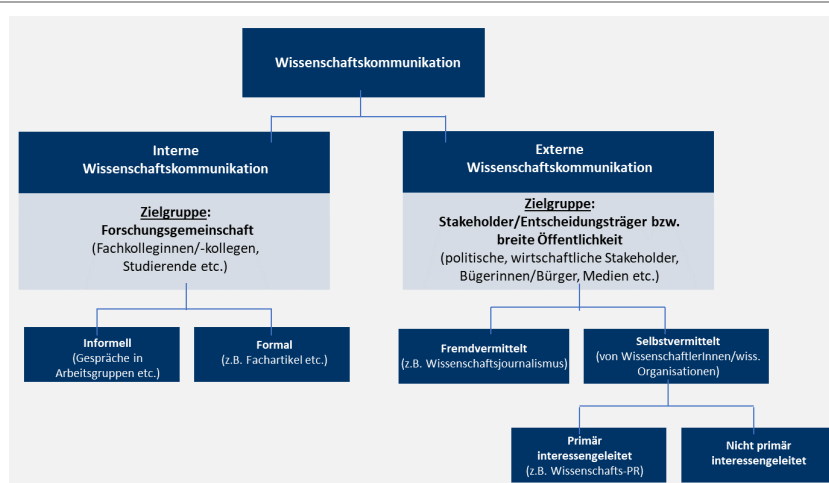 Wissenschaftskommunikation
Interne
Wissenschaftskommunikation
Zielgruppe:
Forschungsgemeinschaft
(Fachkolleginnen/-kollegen,
Studierende etc.)
Informell
(Gespräche in
Arbeitsgruppen etc.)
Formal
(z.B. Fachartikel etc.)
Externe
Wissenschaftskommunikation
Zielgruppe:
Stakeholder/Entscheidungsträger bzw.
breite Öffentlichkeit
(politische, wirtschaftliche Stakeholder,
Bügerinnen/Bürger, Medien etc.)
Fremdvermittelt
(z.B. Wissenschaftsjournalismus)
Selbstvermittelt
(von WissenschaftlerInnen/wiss.
Organisationen)
Primär
interessengeleitet
(z.B. Wissenschafts-PR)
Nicht primär
interessengeleitet